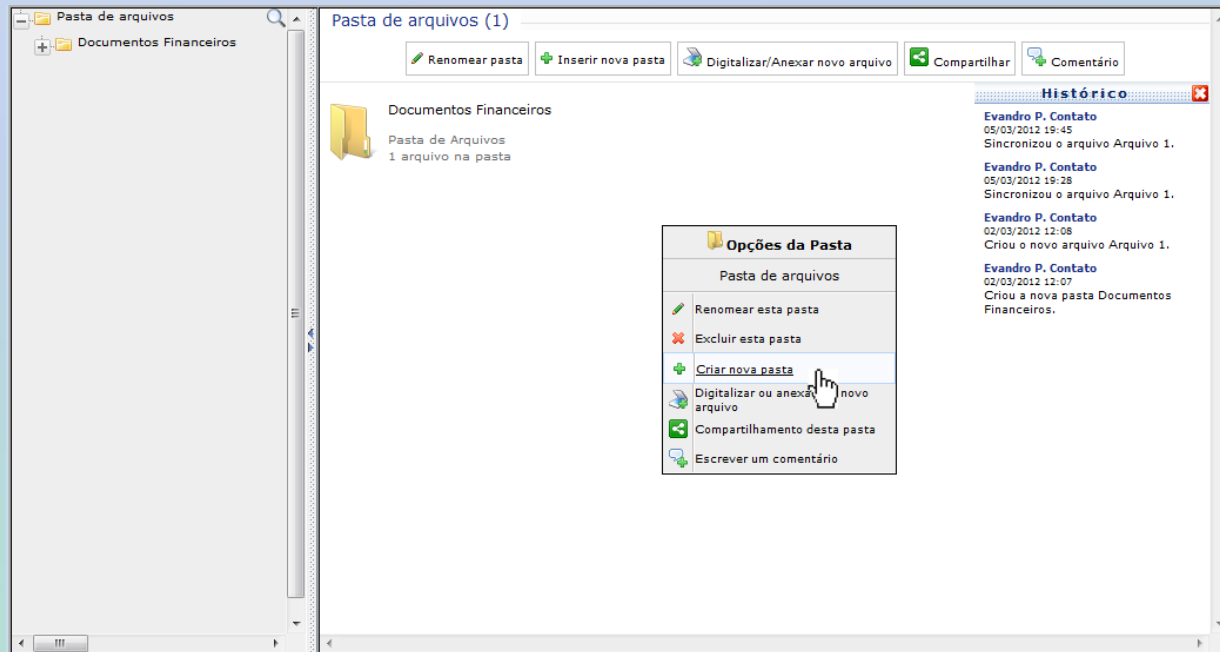 Pasta de arquivos
Documentos Financeiros
Pasta de arquivos (1)
Renomear pasta
Inserir nova pasta
Digitalizar/Anexar novo arquivo
Compartilhar
Comentário
Documentos Financeiros
Pasta de Arquivos
1 arquivo na pasta
Histórico
Evandro P. Contato
05/03/2012 19:45
Sincronizou o arquivo Arquivo 1.
Evandro P. Contato
05/03/2012 19:28
Sincronizou o arquivo Arquivo 1.
Evandro P. Contato
02/03/2012 12:08
Criou o novo arquivo Arquivo 1.
Evandro P. Contato
02/03/2012 12:07
Criou a nova pasta Documentos
Financeiros.
Opções da Pasta
Pasta de arquivos
Renomear esta pasta
Excluir esta pasta
Criar nova pasta
Digitalizar ou novo
arquivo
Compartilhamento desta pasta
Escrever um comentário